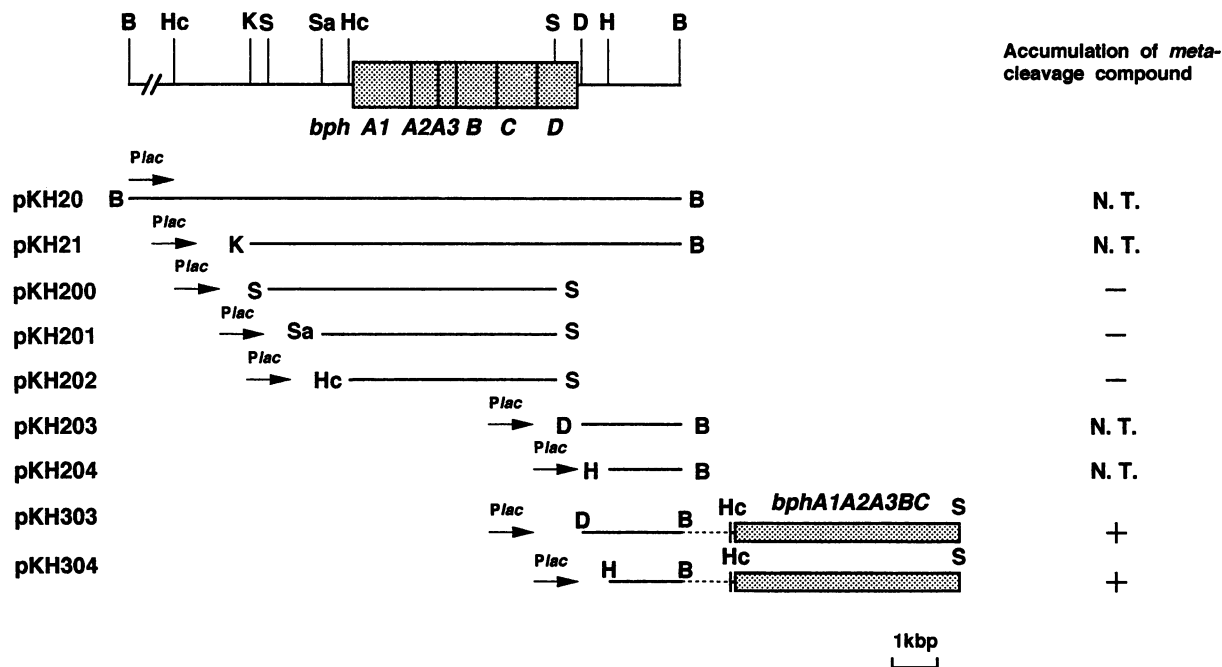 B Hc K S Sa Hc S D H B
Accumulation of meta-
cleavage compound
bph A1 A2 A3 B C D
Plac
pKH20 B B N. T.
Plac
pKH21 K B N. T.
Plac
pKH200 S S −
Plac
pKH201 Sa S −
Plac
pKH202 Hc S −
Plac
pKH203 D B N. T.
Plac
pKH204 H B N. T.
Plac bphA1A2A3BC
pKH303 D B Hc S +
Plac
pKH304 H B Hc S +
1kbp